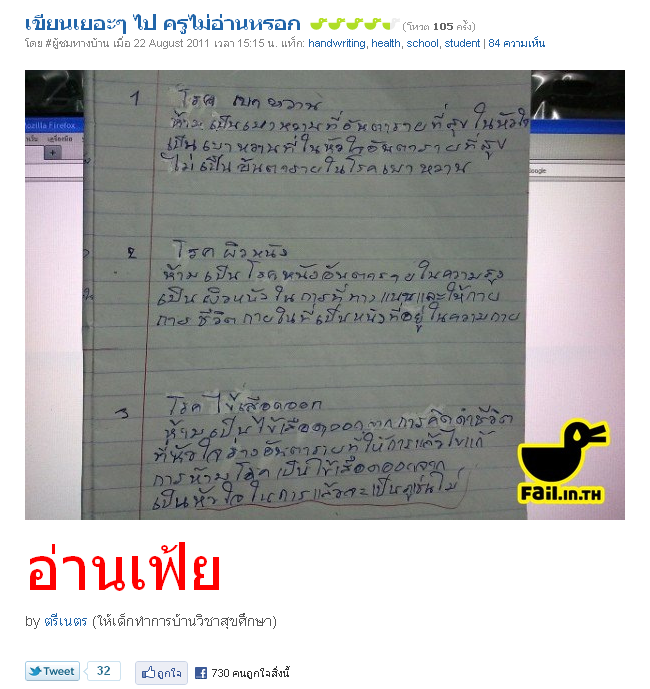 เขียนเยอะๆ ไป ครูไม่อ่านหรอก (โหวต 105 ครั้ง)
โดย #ผู้ชมทางบ้าน เมื่อ 22 August 2011 เวลา 15:15 น. แท็ก: handwriting, health, school, student | 84 ความเห็น
ozilla Firefox
oogle
1 โรค เบาหวาน
ห้ามเป็นเบาหวานที่อันตรายที่สุขในหัวใจ
เป็นเบาหวานที่ในหัวใจอันตรายที่สุข
ไม่เป็นอันตรายในโรคเบาหวาน
2 โรคผิวหนัง
ห้ามเป็นโรคหนังอันตรายในความสูง
เป็นผิวหนังในการที่ทางแน่นและให้กาย
การชีวิตภายในที่เป็นหนังที่อยู่ในความกาย
3 โรคไข้เลือดออก
ห้ามเป็นไข้เลือดออกจากการคิดทำชีวิต
ที่หัวใจร่างอันตรายที่ให้การแล้วไข้แก้
การห้ามโรคเป็นไข้เลือดออกจาก
เป็นหัวใจในการแล้วจะเป็น
FaiL.in.TH
อ่านเฟ้ย
by ตรีเนตร (ให้เด็กทำการบ้านวิชาสุขศึกษา)
Tweet 32 ถูกใจ 730 คนถูกใจสิ่งนี้